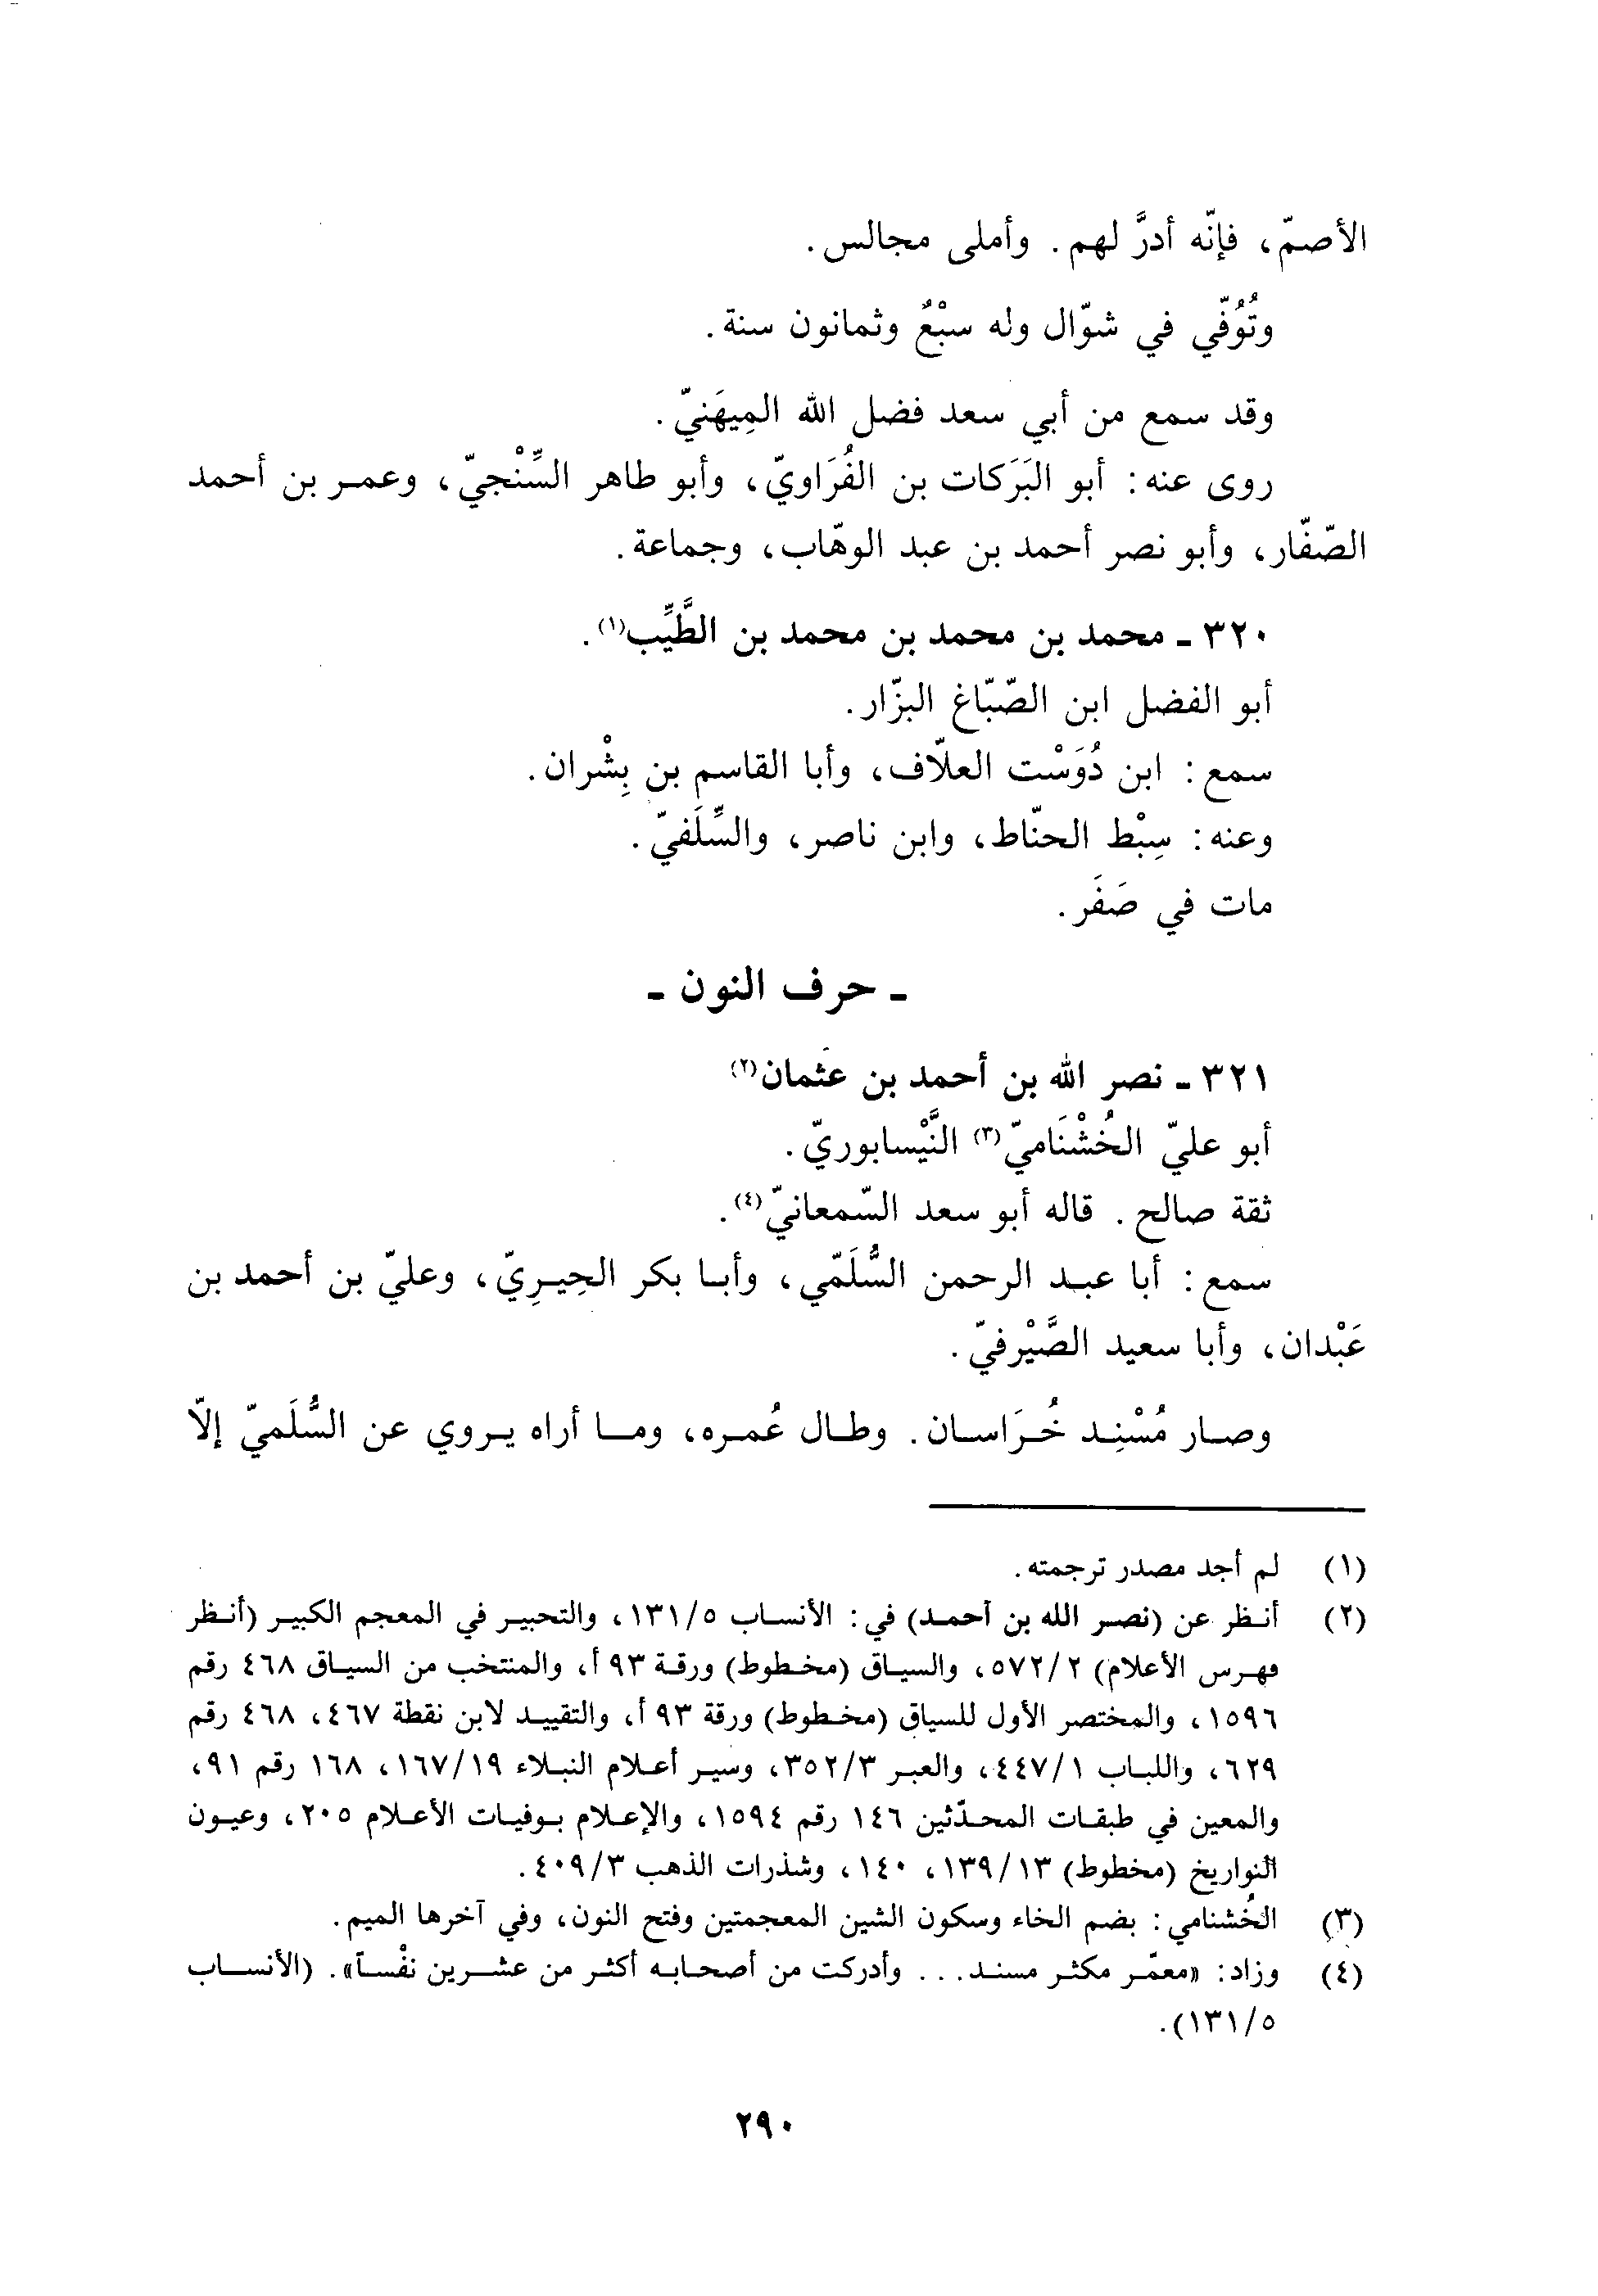 الأصمّ، فإنّه أدرَّ لهم. وأملى مجالس.
وتُوُفّي في شوّال وله سبْعٌ وثمانون سنة.
وقد سمع من أبي سعد فضل الله المِيهَنيّ.
روى عنه: أبو البَرَكات بن الفُرَاويّ، وأبو طاهر السِّنْجيّ، وعمر بن أحمد
الصّفّار، وأبو نصر أحمد بن عبد الوهّاب، وجماعة.
٣٢٠ ـ محمد بن محمد بن محمد بن الطَّيِّب(١).
أبو الفضل ابن الصّبّاغ البزّار.
سمع: ابن دُوَسْت العلّاف، وأبا القاسم بن بِشْران.
وعنه: سِبْط الحنّاط، وابن ناصر، والسِّلَفيّ.
مات في صَفَر.
ـ حرف النون ـ
٣٢١ ـ نصر الله بن أحمد بن عثمان(٢)
أبو عليّ الخُشْنَاميّ(٣) النَّيْسابوريّ.
ثقة صالح. قاله أبو سعد السّمعانيّ(٤).
سمع: أبا عبد الرحمن السُّلَمّي، وأبا بكر الحِيرِيّ، وعليّ بن أحمد بن
عَبْدان، وأبا سعيد الصَّيْرفيّ.
وصار مُسْنِد خُرَاسان. وطال عُمره، وما أراه يروي عن السُّلَميّ إلّا
(١) لم أجد مصدر ترجمته.
(٢) أنظر عن (نصر الله بن أحمد) في: الأنساب ١٣١/٥، والتحبير في المعجم الكبير (أنظر
فهرس الأعلام) ٥٧٢/٢، والسياق (مخطوط) ورقة ٩٣ أ، والمنتخب من السياق ٤٦٨ رقم
١٥٩٦، والمختصر الأول للسياق (مخطوط) ورقة ٩٣ أ، والتقييد لابن نقطة ٤٦٧، ٤٦٨ رقم
٦٢٩، واللباب ٤٤٧/١، والعبر ٣٥٢/٣، وسير أعلام النبلاء ١٦٧/١٩، ١٦٨ رقم ٩١،
والمعين في طبقات المحدّثين ١٤٦ رقم ١٥٩٤، والإعلام بوفيات الأعلام ٢٠٥، وعيون
التواريخ (مخطوط) ١٣٩/١٣، ١٤٠، وشذرات الذهب ٤٠٩/٣.
(٣) الخُشنامي: بضم الخاء وسكون الشين المعجمتين وفتح النون، وفي آخرها الميم.
(٤) وزاد: «معمّر مكثر مسند... وأدركت من أصحابه أكثر من عشرين نفْساً». (الأنساب
١٣١/٥).
٢٩٠